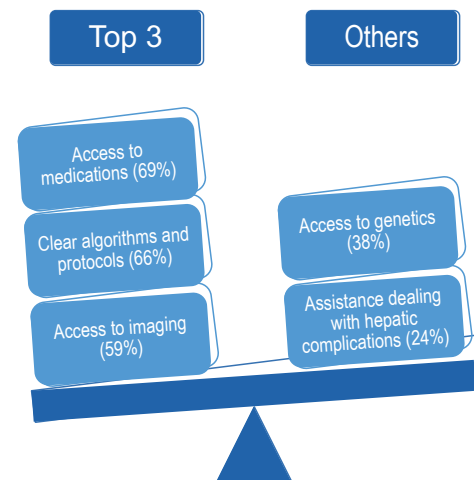 Top 3
Others
Access to
medications (69%)
Clear algorithms and
protocols (66%)
Access to imaging
(59%)
Access to genetics
(38%)
Assistance dealing
with hepatic
complications (24%)